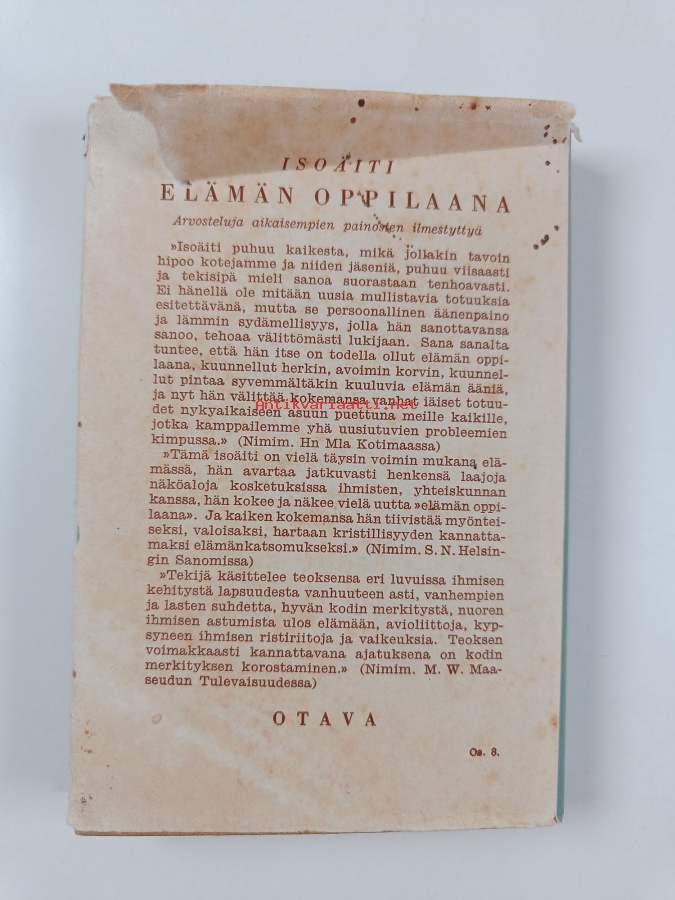 ISOÄITI
ELÄMÄN OPPILAANA
Arvosteluja aikaisempien painosten ilmestyttyä
»Isoäiti puhuu kaikesta, mikä jollakin tavoin
hipoo kotejamme ja niiden jäseniä, puhuu viisaasti
ja tekisipä mieli sanoa suorastaan tenhoavasti.
Ei hänellä ole mitään uusia mullistavia totuuksia
esitettävänä, mutta se persoonallinen äänenpaino
ja lämmin sydämellisyys, jolla hän sanottavansa
sanoo, tehoaa välittömästi lukijaan. Sana sanalta
tuntee, että hän itse on todella ollut elämän oppi-
laana, kuunnellut herkin, avoimin korvin, kuunnel-
lut pintaa syvemmältäkin kuuluvia elämän ääniä,
ja nyt hän välittää kokemansa vanhat iäiset totuu-
Antikvariaatti.net
det nykyaikaiseen asuun puettuna meille kaikille,
jotka kamppailemme yhä uusiutuvien probleemien
kimpussa.» (Nimim. Hn Mla Kotimaassa)
»Tämä isoäiti on vielä täysin voimin mukana elä-
mässä, hän avartaa jatkuvasti henkensä laajoja
näköaloja kosketuksissa ihmisten, yhteiskunnan
kanssa, hän kokee ja näkee vielä uutta »elämän oppi-
laana». Ja kaiken kokemansa hän tiivistää myöntei-
seksi, valoisaksi, hartaan kristillisyyden kannatta-
maksi elämänkatsomukseksi.» (Nimim. S. N. Helsin-
gin Sanomissa)
»Tekijä käsittelee teoksensa eri luvuissa ihmisen
kehitystä lapsuudesta vanhuuteen asti, vanhempien
ja lasten suhdetta, hyvän kodin merkitystä, nuoren
ihmisen astumista ulos elämään, avioliittoja, kyp-
syneen ihmisen ristiriitoja ja vaikeuksia. Teoksen
voimakkaasti kannattavana ajatuksena on kodin
merkityksen korostaminen.» (Nimim. M. W. Maa-
seudun Tulevaisuudessa)
OTAVA
Os. 8.